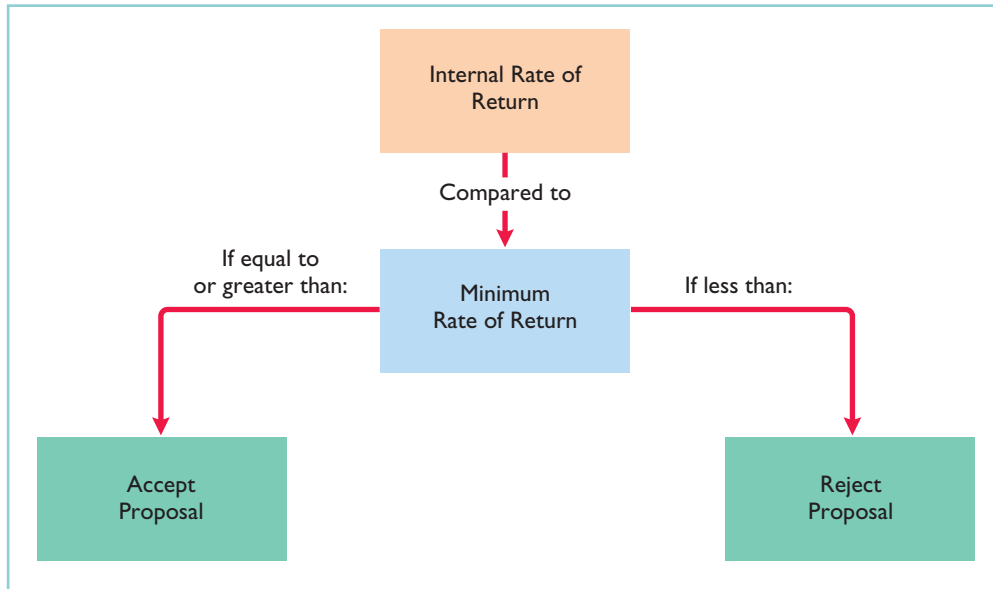 Internal Rate of
Return
Compared to
If equal to
or greater than:
Minimum
Rate of Return
If less than:
Accept
Proposal
Reject
Proposal